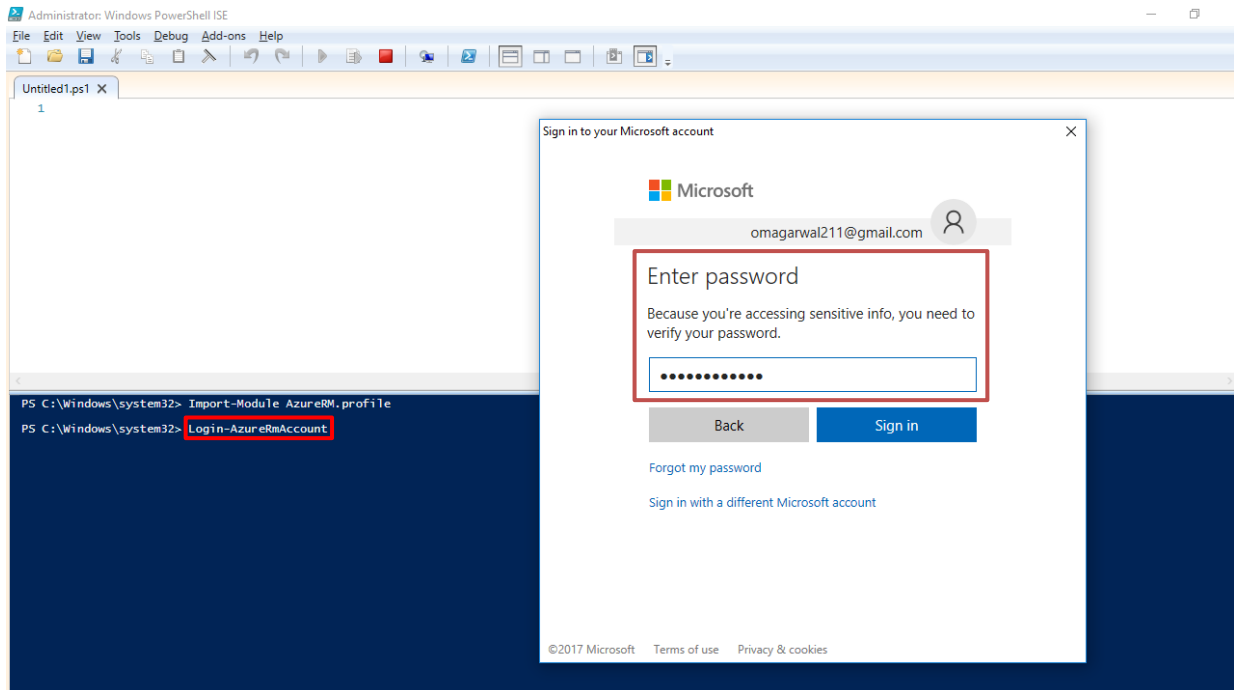 Administrator: Windows PowerShell ISE
File Edit View Tools Debug Add-ons Help
Untitled1.ps1 X
1
Sign in to your Microsoft account
Microsoft
omagarwal211@gmail.com
Enter password
Because you're accessing sensitive info, you need to
verify your password.
••••••••••••
Back Sign in
Forgot my password
Sign in with a different Microsoft account
©2017 Microsoft Terms of use Privacy & cookies
PS C:\Windows\system32> Import-Module AzureRM.profile
PS C:\Windows\system32> Login-AzureRmAccount